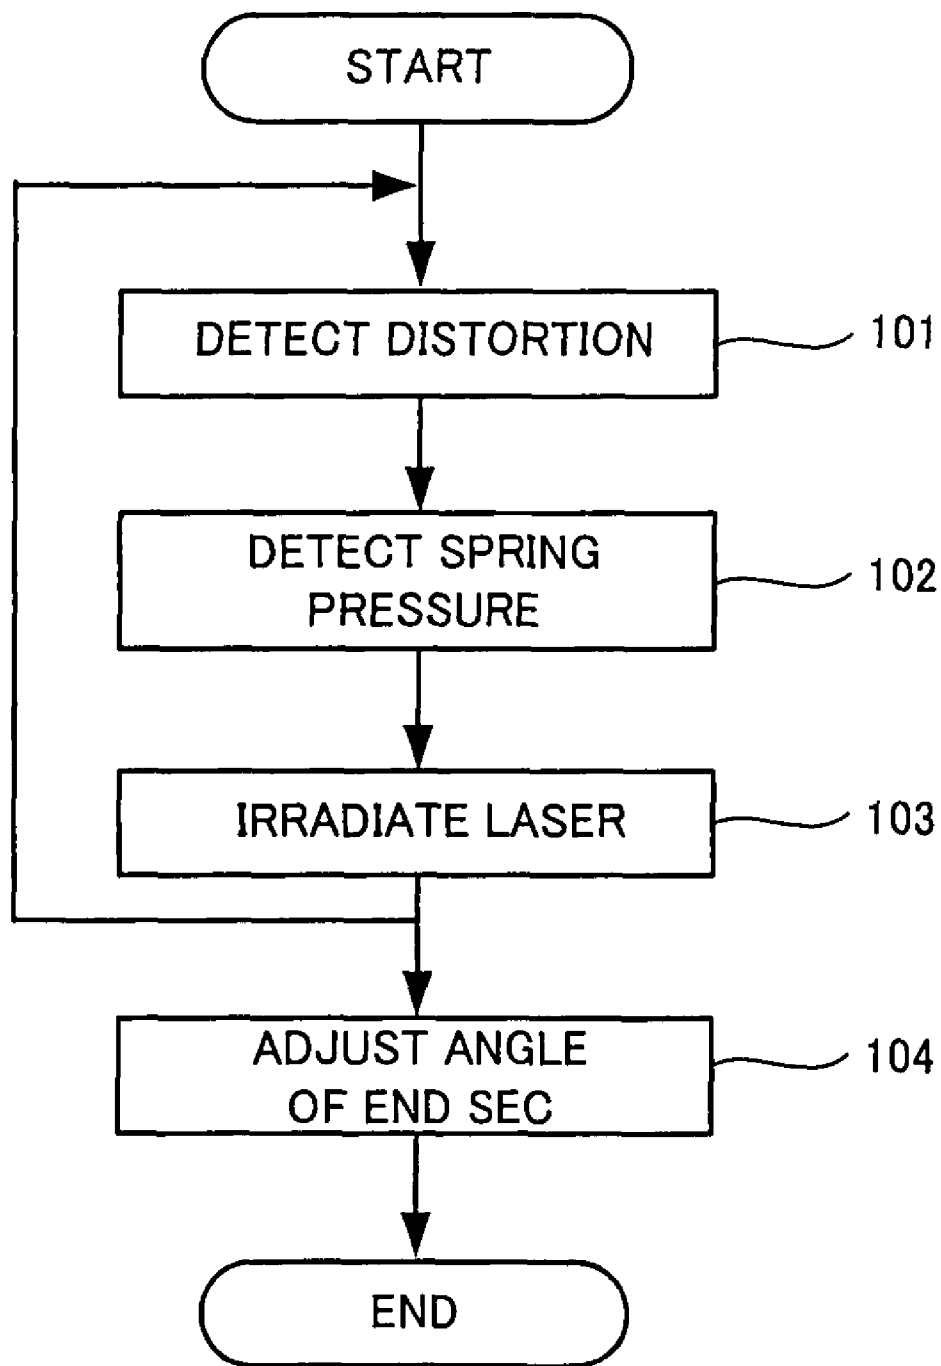 START
DETECT DISTORTION
101
DETECT SPRING
PRESSURE
102
IRRADIATE LASER
103
ADJUST ANGLE
OF END SEC
104
END